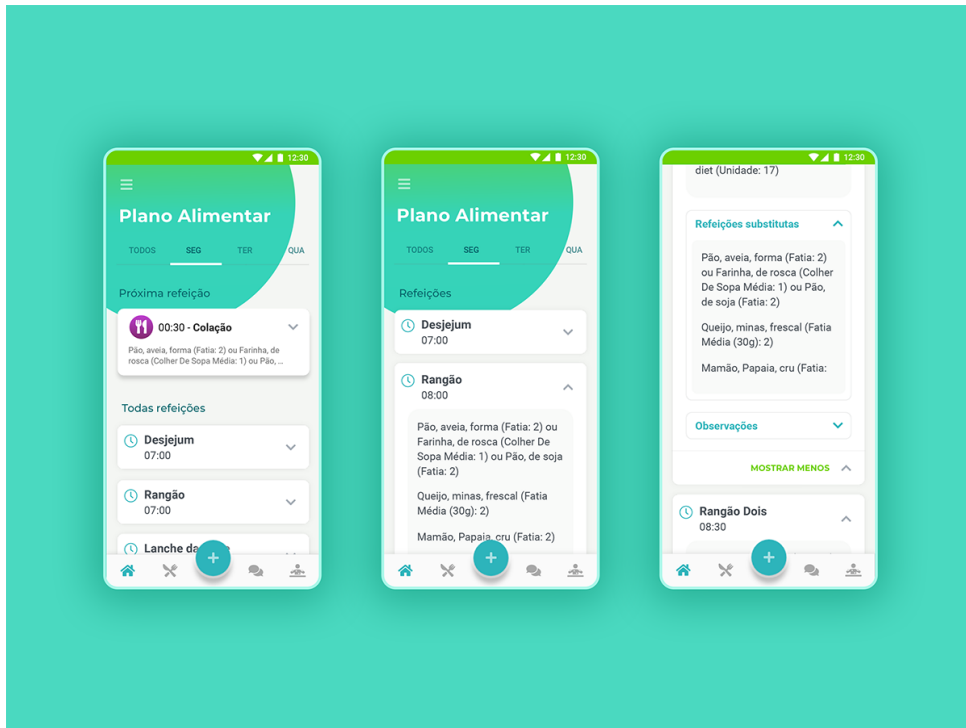 12:30
Plano Alimentar
TODOS SEG TER QUA
Próxima refeição
00:30 - Colação
Pão, aveia, forma (Fatia: 2) ou Farinha, de
rosca (Colher De Sopa Média: 1) ou Pão, ...
Todas refeições
Desjejum
07:00
Rangão
07:00
Lanche da
12:30
Plano Alimentar
TODOS SEG TER QUA
Refeições
Desjejum
07:00
Rangão
08:00
Pão, aveia, forma (Fatia: 2) ou
Farinha, de rosca (Colher De
Sopa Média: 1) ou Pão, de soja
(Fatia: 2)
Queijo, minas, frescal (Fatia
Média (30g): 2)
Mamão, Papaia, cru (Fatia: 2)
12:30
diet (Unidade: 17)
Refeições substitutas
Pão, aveia, forma (Fatia: 2)
ou Farinha, de rosca (Colher
De Sopa Média: 1) ou Pão,
de soja (Fatia: 2)
Queijo, minas, frescal (Fatia
Média (30g): 2)
Mamão, Papaia, cru (Fatia:
Observações
MOSTRAR MENOS
Rangão Dois
08:30